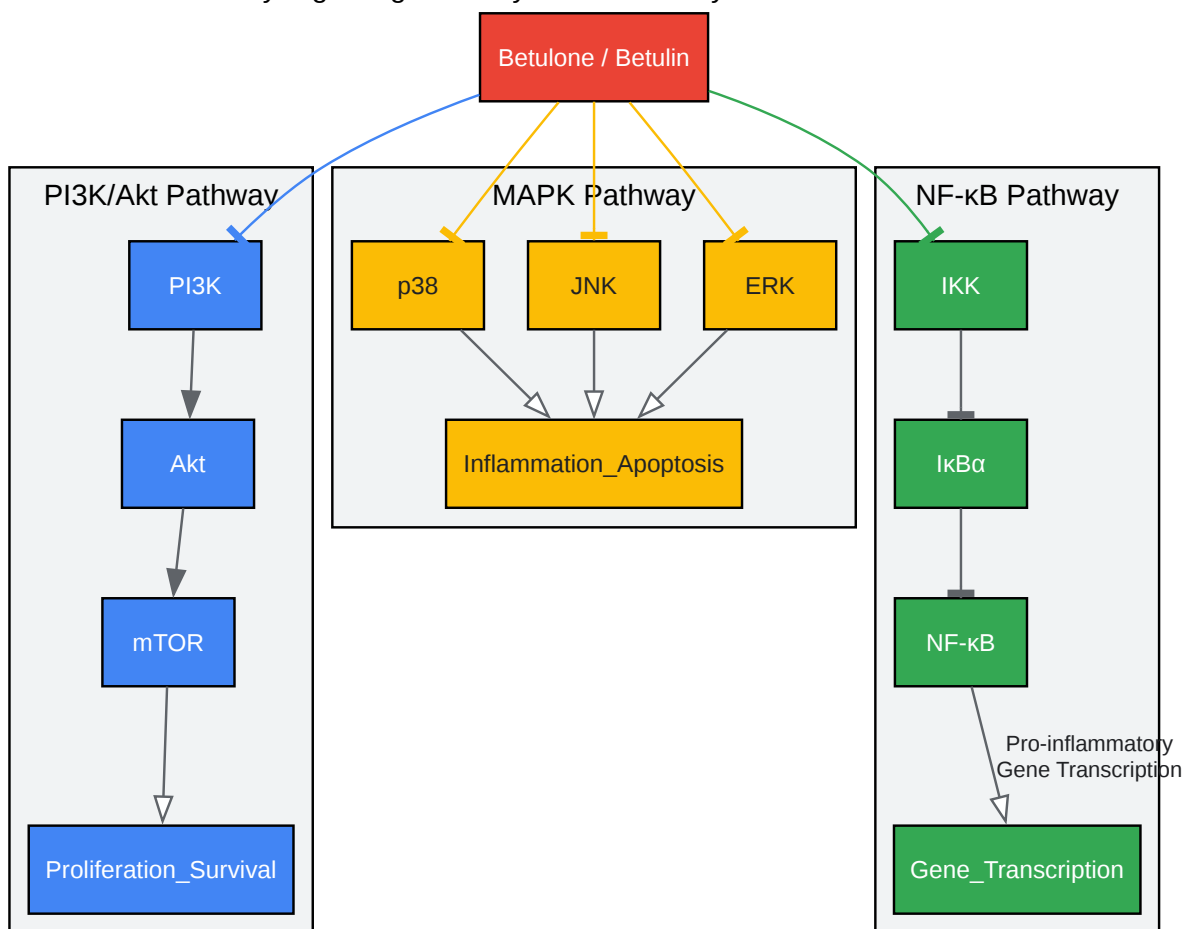 Betulone / Betulin
PI3K/Akt Pathway
MAPK Pathway
NF-κB Pathway
PI3K
p38
JNK
ERK
IKK
Akt
Inflammation_Apoptosis
IκBα
mTOR
NF-κB
Pro-inflammatory
Gene Transcription
Proliferation_Survival
Gene_Transcription